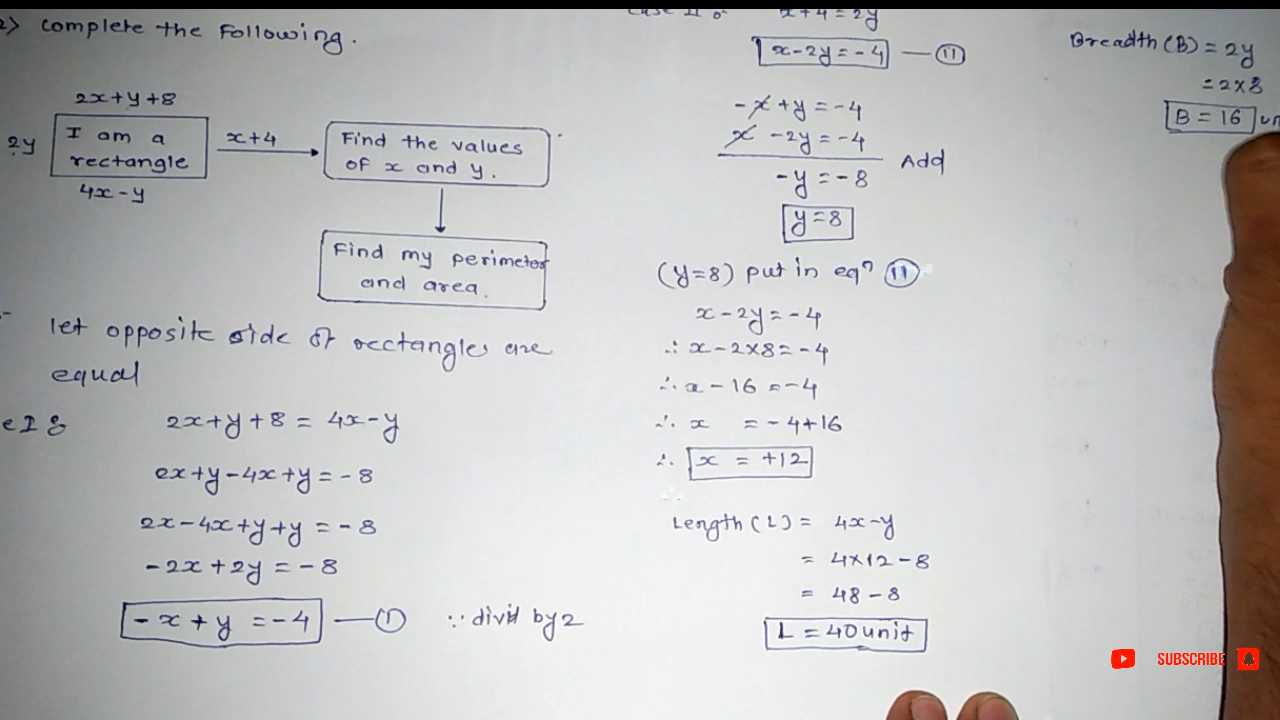 2) Complete the Following.
2x+y+8
2y
I am a
rectangle
x+4
4x-y
Find the values
of x and y.
Find my perimeter
and area.
let opposite side of rectangles are
equal
2x+y+8 = 4x-y
2x+y-4x+y = -8
2x-4x+y+y = -8
-2x+2y = -8
-x+y = -4 — ①
∵ divid by 2
x+4 = 2y
x-2y = -4 — ⑪
-x+y = -4
x -2y = -4
Add
-y = -8
y = 8
(y=8) put in eqⁿ ⑪
x-2y = -4
∴ x-2×8 = -4
∴ x-16 = -4
∴ x = -4+16
∴ x = +12
Length (L) = 4x-y
= 4×12-8
= 48-8
L = 40 unit
Breadth (B) = 2y
= 2×8
B = 16
SUBSCRIBE